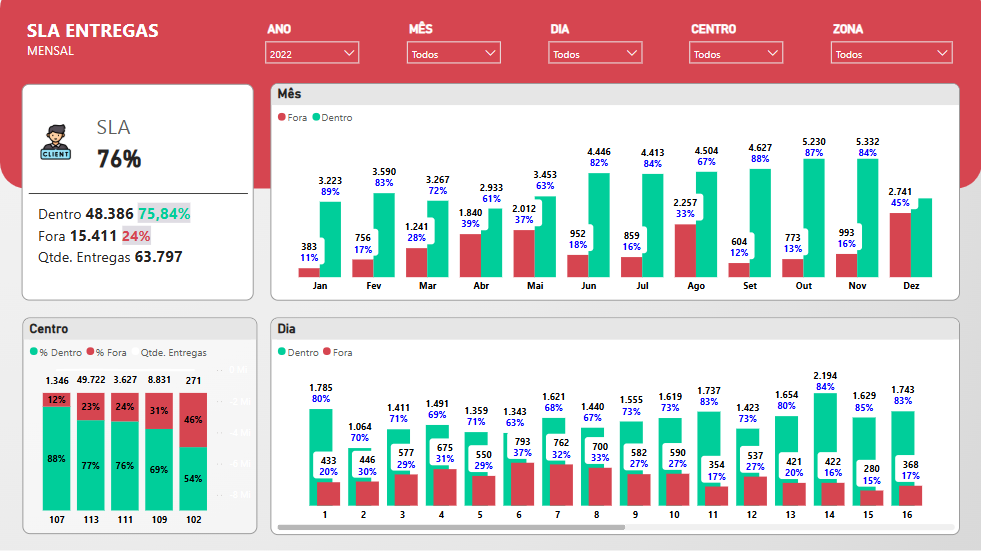 SLA ENTREGAS
MENSAL
ANO MÊS DIA CENTRO ZONA
2022 Todos Todos Todos Todos
CLIENT
SLA
76%
Dentro 48.386 75,84%
Fora 15.411 24%
Qtde. Entregas 63.797
Mês
Fora Dentro
383 3.223 756 3.590 1.241 3.267 1.840 2.933 2.012 3.453 952 4.446 859 4.413 2.257 4.504 604 4.627 773 5.230 993 5.332 2.741
11% 89% 17% 83% 28% 72% 39% 61% 37% 63% 18% 82% 16% 84% 33% 67% 12% 88% 13% 87% 16% 84% 45%
Jan Fev Mar Abr Mai Jun Jul Ago Set Out Nov Dez
Centro
% Dentro % Fora Qtde. Entregas
1.346 49.722 3.627 8.831 271
12% 23% 24% 31% 46%
88% 77% 76% 69% 54%
107 113 111 109 102
Dia
Dentro Fora
1.785 1.064 1.411 1.491 1.359 1.343 1.621 1.440 1.555 1.619 1.737 1.423 1.654 2.194 1.629 1.743
80% 70% 71% 69% 71% 63% 68% 67% 73% 73% 83% 73% 80% 84% 85% 83%
433 446 577 675 550 793 762 700 582 590 354 537 421 422 280 368
20% 30% 29% 31% 29% 37% 32% 33% 27% 27% 17% 27% 20% 16% 15% 17%
1 2 3 4 5 6 7 8 9 10 11 12 13 14 15 16